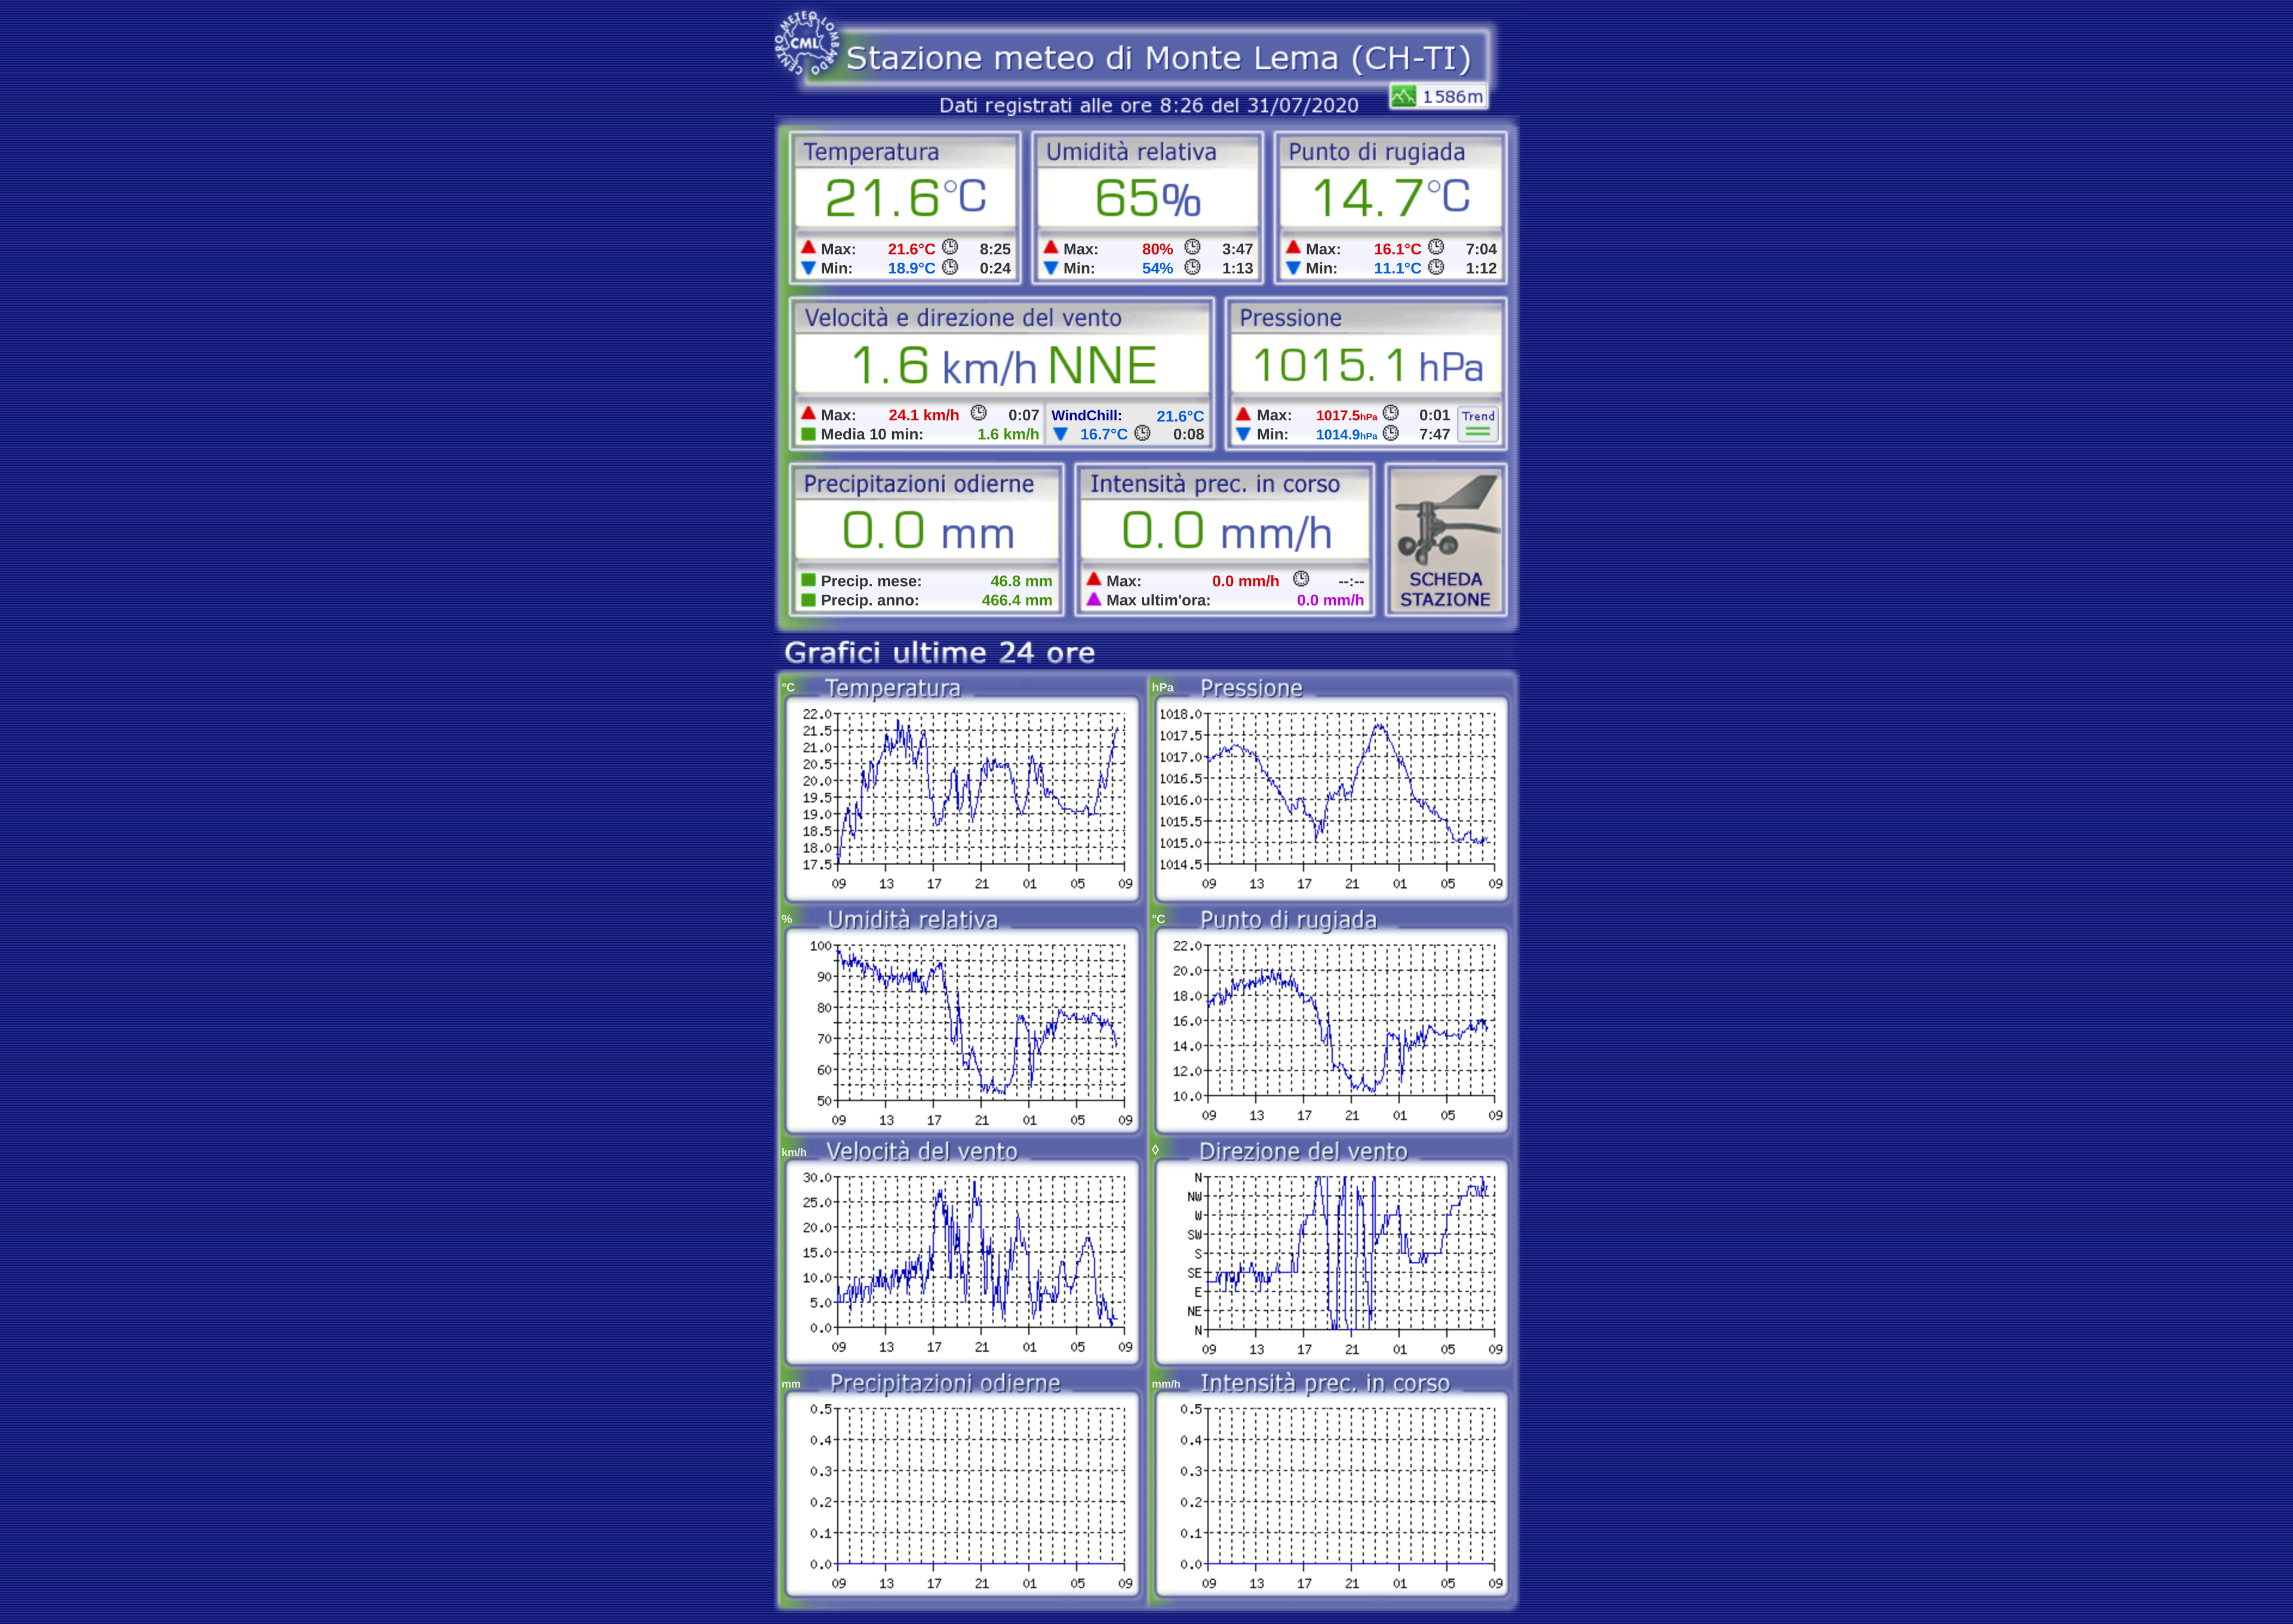 CENTRO METEO LOMBARDO
CML
Stazione meteo di Monte Lema (CH-TI)
Dati registrati alle ore 8:26 del 31/07/2020
1586m
Temperatura Umidità relativa Punto di rugiada
21.6°C 65% 14.7°C
Max: 21.6°C 8:25 Max: 80% 3:47 Max: 16.1°C 7:04
Min: 18.9°C 0:24 Min: 54% 1:13 Min: 11.1°C 1:12
Velocità e direzione del vento Pressione
1.6 km/h NNE 1015.1 hPa
Max: 24.1 km/h 0:07 WindChill: 21.6°C Max: 1017.5hPa 0:01 Trend
Media 10 min: 1.6 km/h 16.7°C 0:08 Min: 1014.9hPa 7:47
Precipitazioni odierne Intensità prec. in corso
0.0 mm 0.0 mm/h
Precip. mese: 46.8 mm Max: 0.0 mm/h --:-- SCHEDA
Precip. anno: 466.4 mm Max ultim'ora: 0.0 mm/h STAZIONE
Grafici ultime 24 ore
°C Temperatura
22.0
21.5
21.0
20.5
20.0
19.5
19.0
18.5
18.0
17.5
09 13 17 21 01 05 09
hPa Pressione
1018.0
1017.5
1017.0
1016.5
1016.0
1015.5
1015.0
1014.5
09 13 17 21 01 05 09
% Umidità relativa
100
90
80
70
60
50
09 13 17 21 01 05 09
°C Punto di rugiada
22.0
20.0
18.0
16.0
14.0
12.0
10.0
09 13 17 21 01 05 09
km/h Velocità del vento
30.0
25.0
20.0
15.0
10.0
5.0
0.0
09 13 17 21 01 05 09
◊ Direzione del vento
N
NW
W
SW
S
SE
E
NE
N
09 13 17 21 01 05 09
mm Precipitazioni odierne
0.5
0.4
0.3
0.2
0.1
0.0
09 13 17 21 01 05 09
mm/h Intensità prec. in corso
0.5
0.4
0.3
0.2
0.1
0.0
09 13 17 21 01 05 09